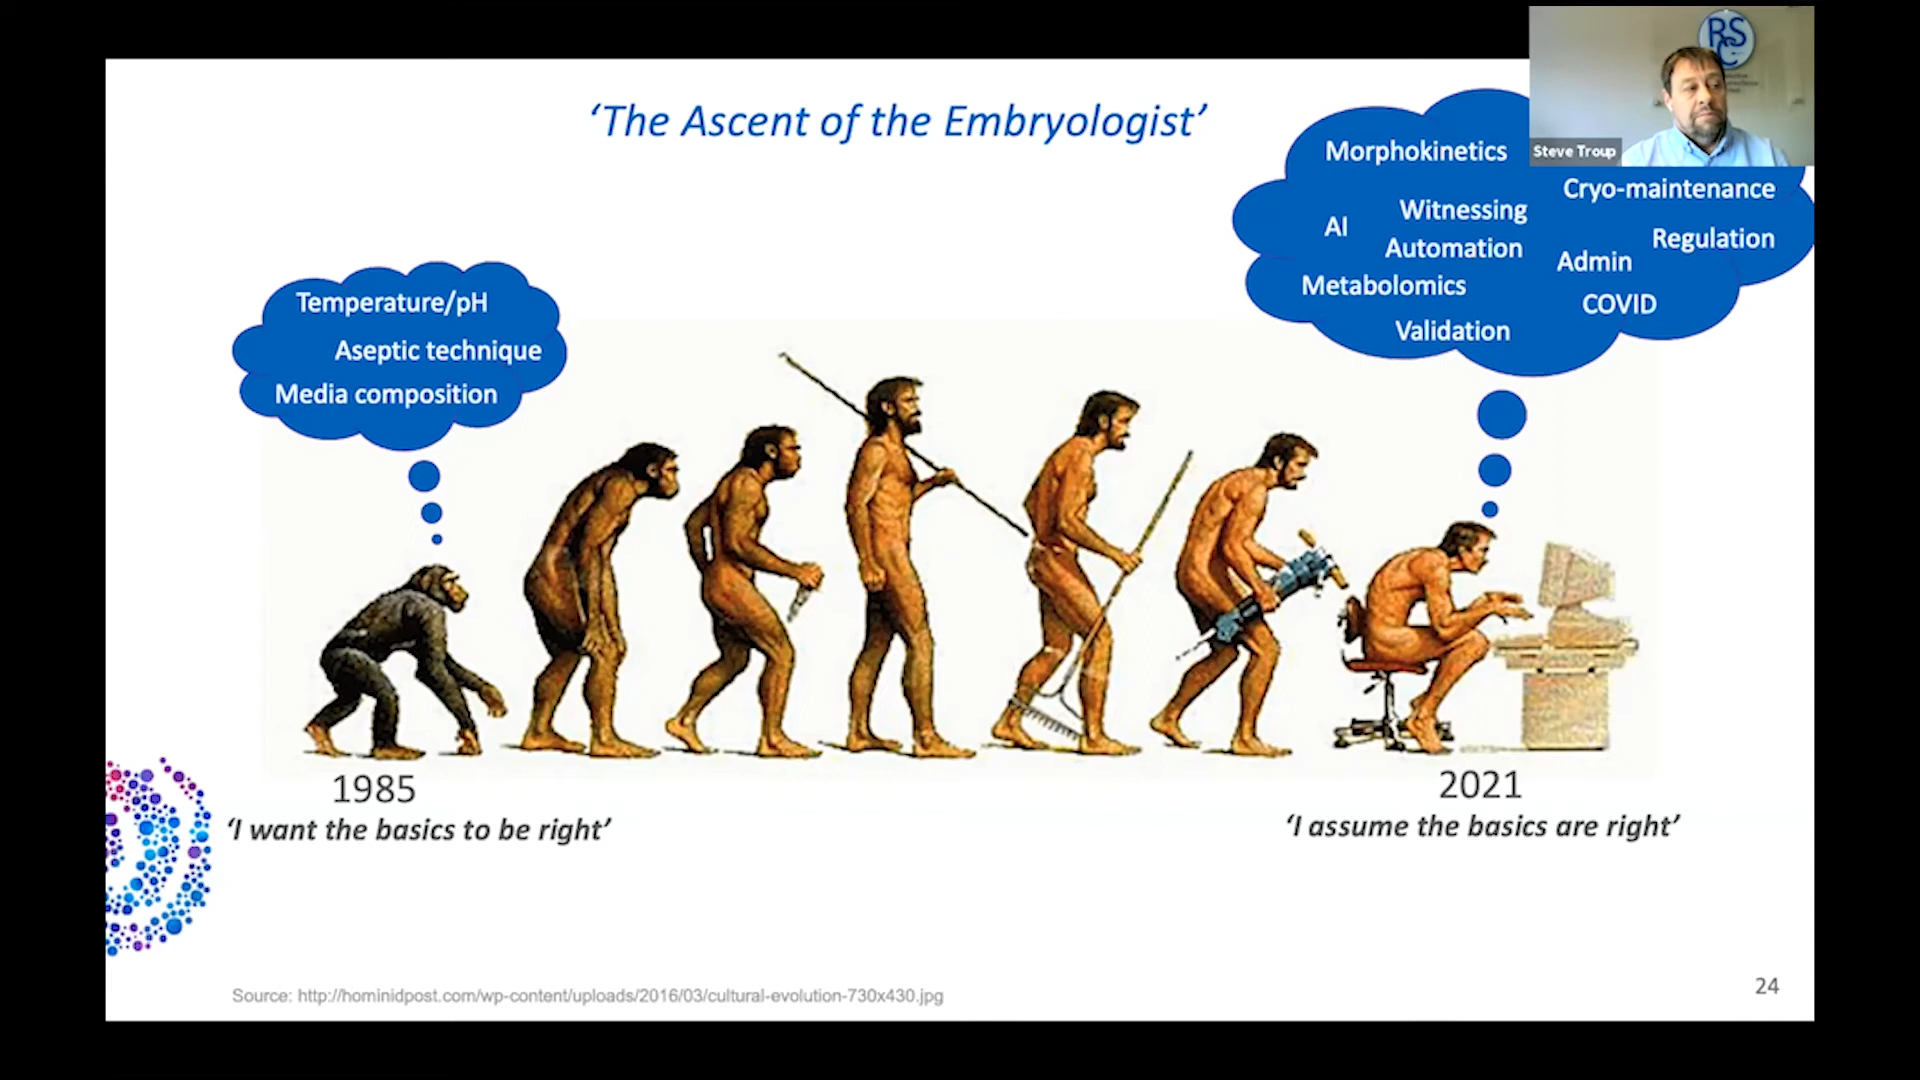 ‘The Ascent of the Embryologist’
RSC
Steve Troup
Morphokinetics
Cryo-maintenance
Witnessing
AI
Regulation
Automation
Admin
Metabolomics
COVID
Validation
Temperature/pH
Aseptic technique
Media composition
1985
‘I want the basics to be right’
2021
‘I assume the basics are right’
Source: http://hominidpost.com/wp-content/uploads/2016/03/cultural-evolution-730x430.jpg
24